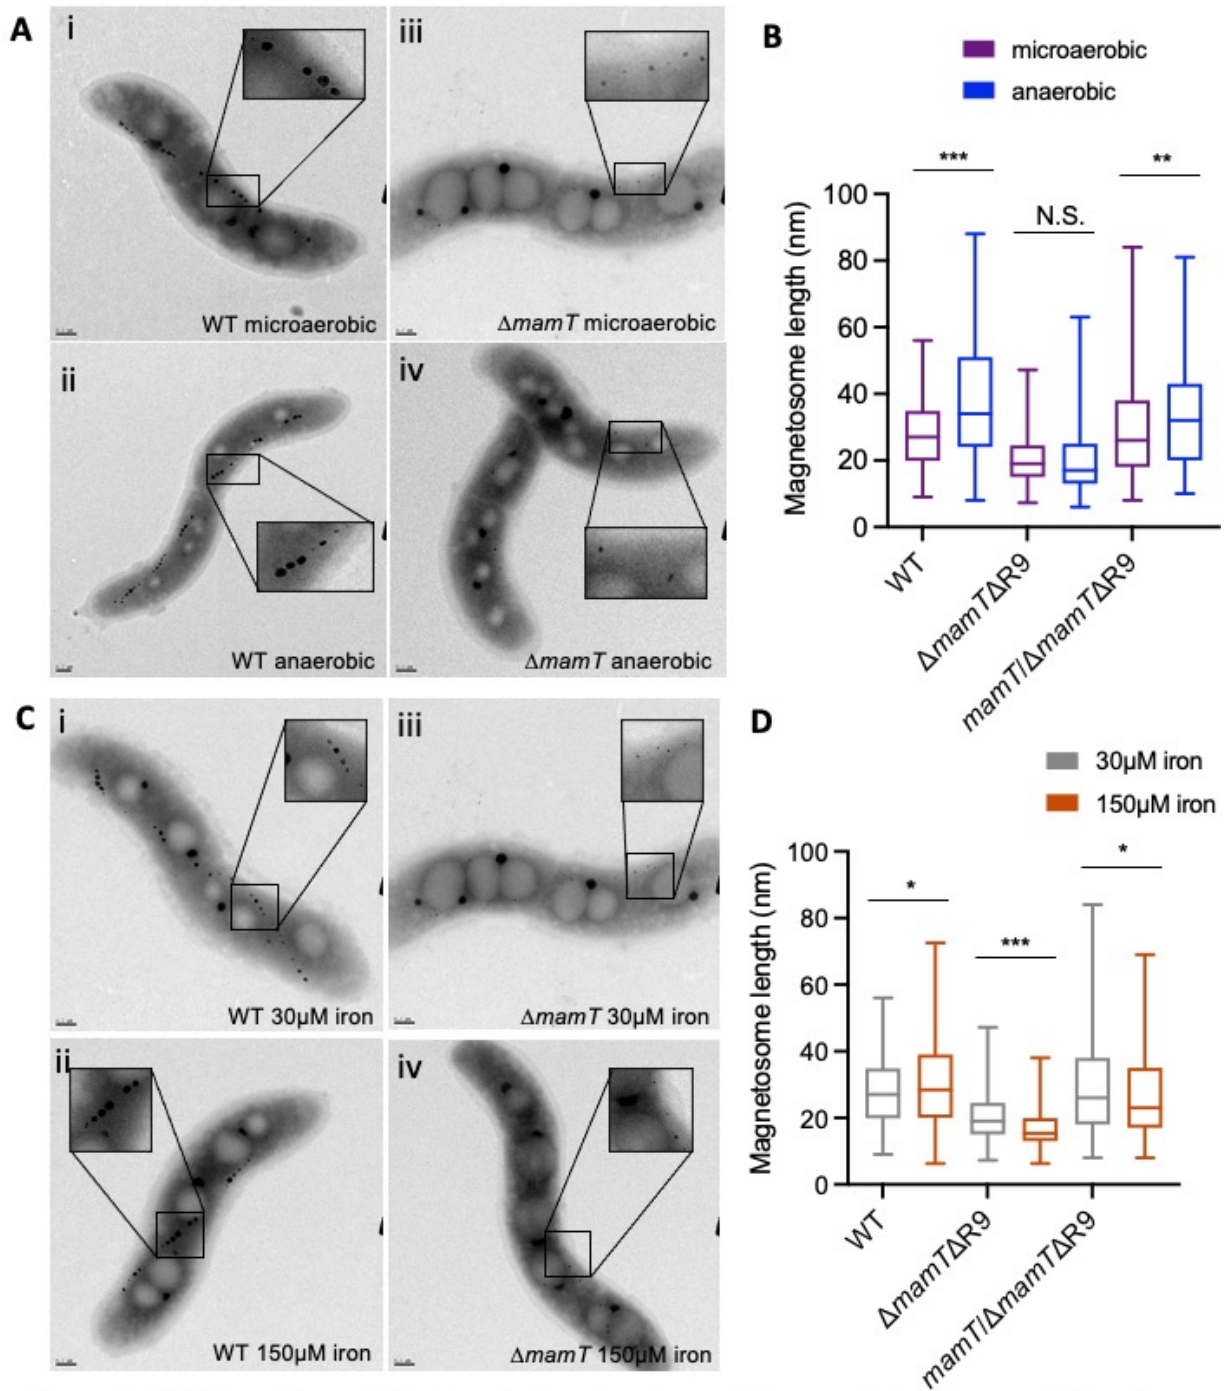 A
i
WT microaerobic
iii
ΔmamT microaerobic
ii
WT anaerobic
iv
ΔmamT anaerobic
B
microaerobic
anaerobic
***
N.S.
**
Magnetosome length (nm)
100
80
60
40
20
0
WT
ΔmamTΔR9
mamT/ΔmamTΔR9
C
i
WT 30µM iron
iii
ΔmamT 30µM iron
ii
WT 150µM iron
iv
ΔmamT 150µM iron
D
30µM iron
150µM iron
*
***
*
Magnetosome length (nm)
100
80
60
40
20
0
WT
ΔmamTΔR9
mamT/ΔmamTΔR9